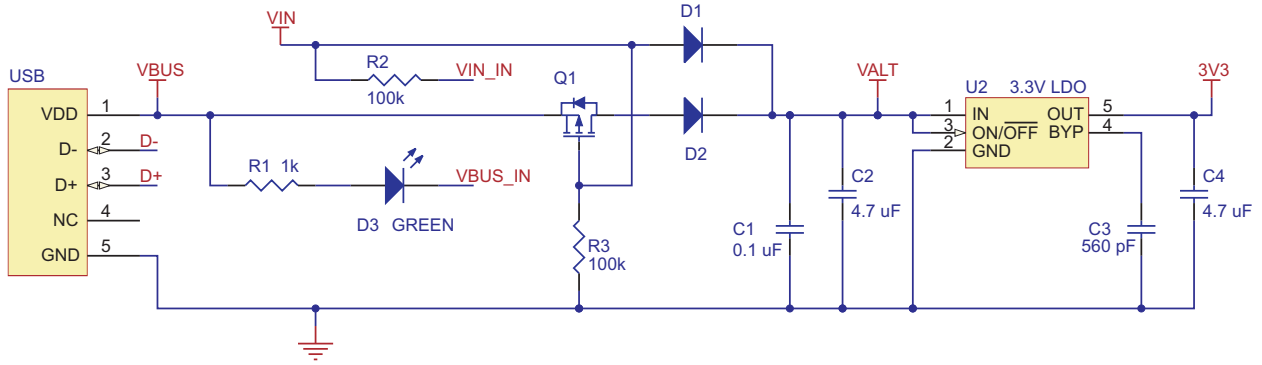 VIN
D1
USB
VBUS
R2
VIN_IN
Q1
VALT
U2 3.3V LDO
3V3
100k
VDD
1
1
IN
OUT
5
D-
2
D-
3
ON/OFF
BYP
4
D2
2
GND
D+
3
D+
R1 1k
VBUS_IN
C2
C4
NC
4
D3 GREEN
4.7 uF
4.7 uF
C1
C3
GND
5
R3
0.1 uF
560 pF
100k